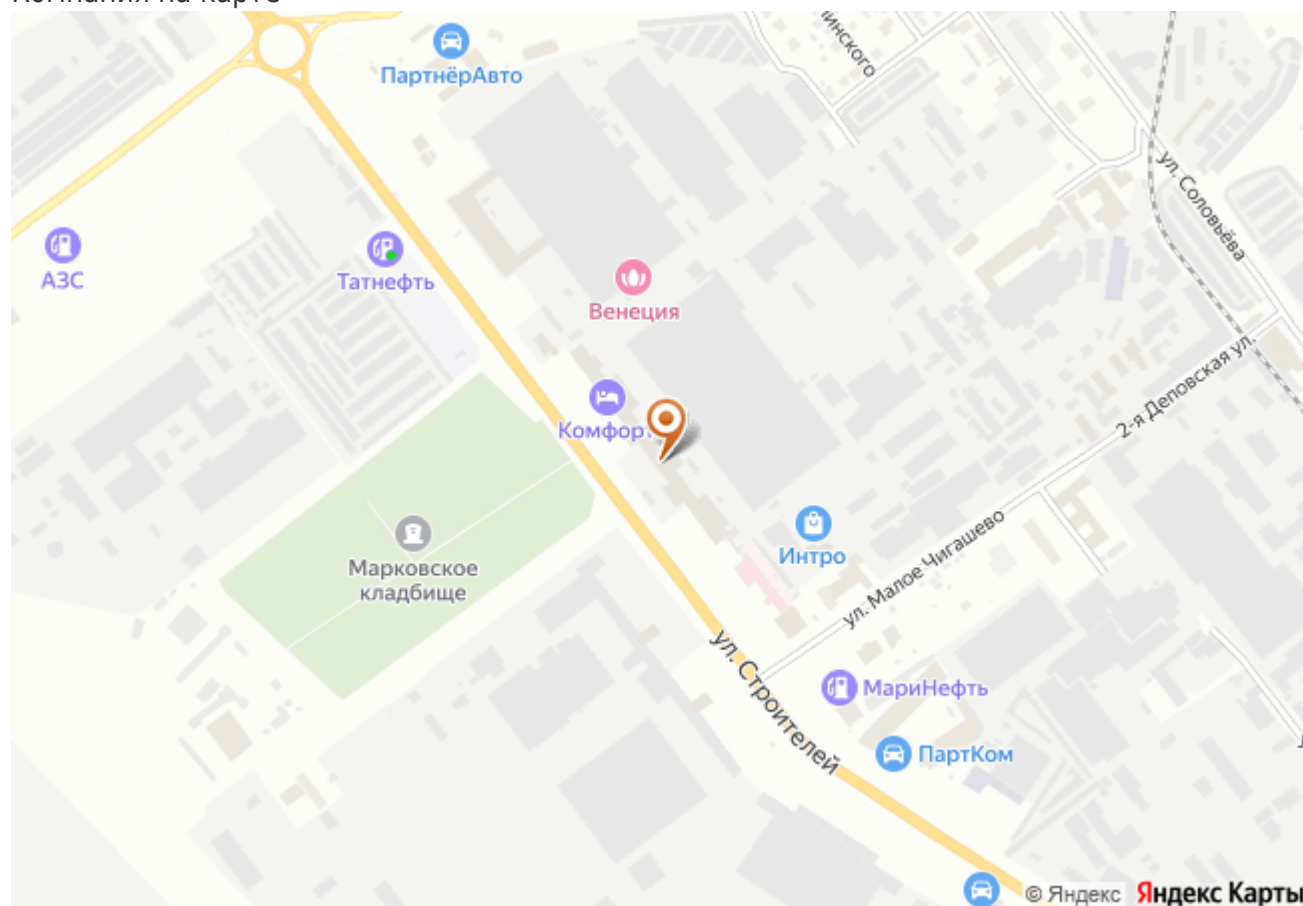 ПартнёрАвто
АЗС
Татнефть
Венеция
ул. Соловьёва
2-я Деповская ул.
Комфорт
Марковское
кладбище
Интро
ул. Малое Чигашево
ул. Строителей
МариНефть
ПартКом
© Яндекс Яндекс Карты